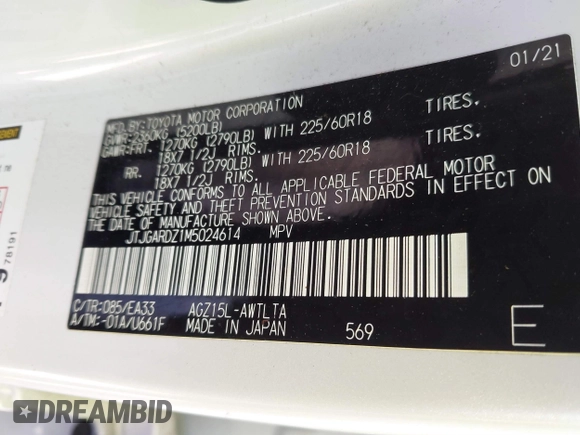 01/21
MFD.BY:TOYOTA MOTOR CORPORATION
GVWR 2360KG (5200LB)
GAWR-FRT. 1270KG (2790LB) WITH 225/60R18 TIRES.
18X7 1/2J RIMS.
RR. 1270KG (2790LB) WITH 225/60R18 TIRES.
18X7 1/2J RIMS.
THIS VEHICLE CONFORMS TO ALL APPLICABLE FEDERAL MOTOR
VEHICLE SAFETY AND THEFT PREVENTION STANDARDS IN EFFECT ON
THE DATE OF MANUFACTURE SHOWN ABOVE.
JTJGARDZ1M5024614 MPV
C/TR:085/EA33 AGZ15L-AWTLTA
A/TM:-01A/U661F MADE IN JAPAN 569 E
78191
DREAMBID